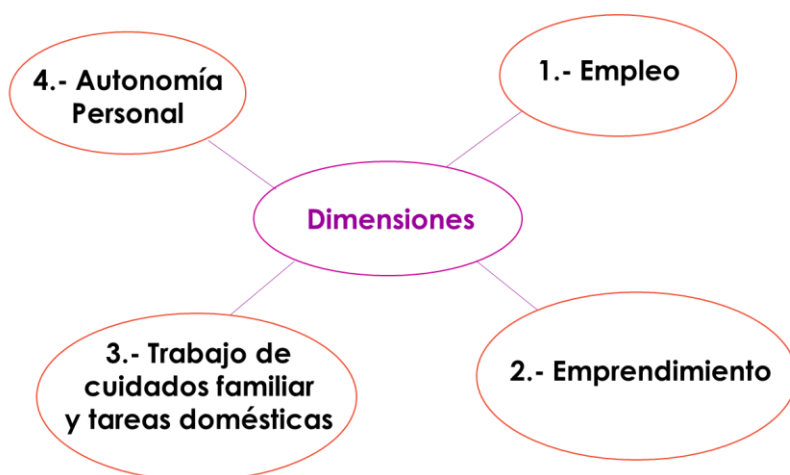 4.- Autonomía
Personal
1.- Empleo
Dimensiones
3.- Trabajo de
cuidados familiar
y tareas domésticas
2.- Emprendimiento